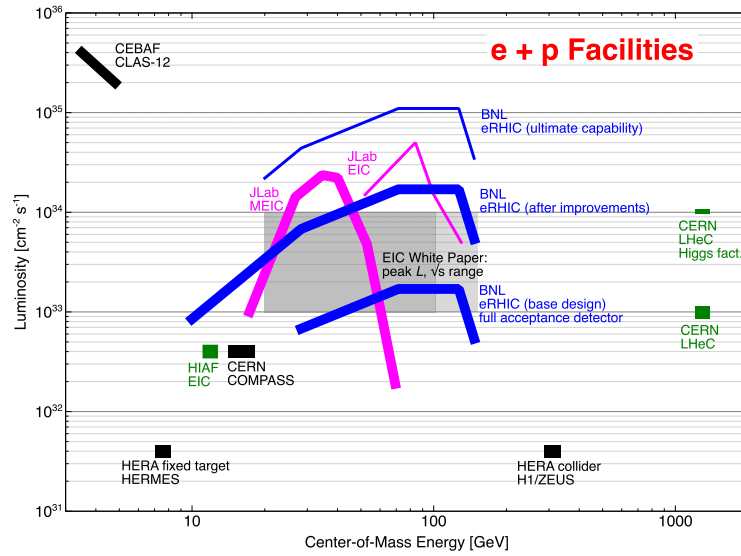 e + p Facilities
10³⁶
10³⁵
10³⁴
10³³
10³²
10³¹
Luminosity [cm⁻² s⁻¹]
CEBAF
CLAS-12
BNL
eRHIC (ultimate capability)
JLab
EIC
JLab
MEIC
BNL
eRHIC (after improvements)
CERN
LHeC
Higgs fact.
EIC White Paper:
peak L, √s range
BNL
eRHIC (base design)
full acceptance detector
CERN
LHeC
HIAF
EIC
CERN
COMPASS
HERA fixed target
HERMES
HERA collider
H1/ZEUS
10
100
1000
Center-of-Mass Energy [GeV]